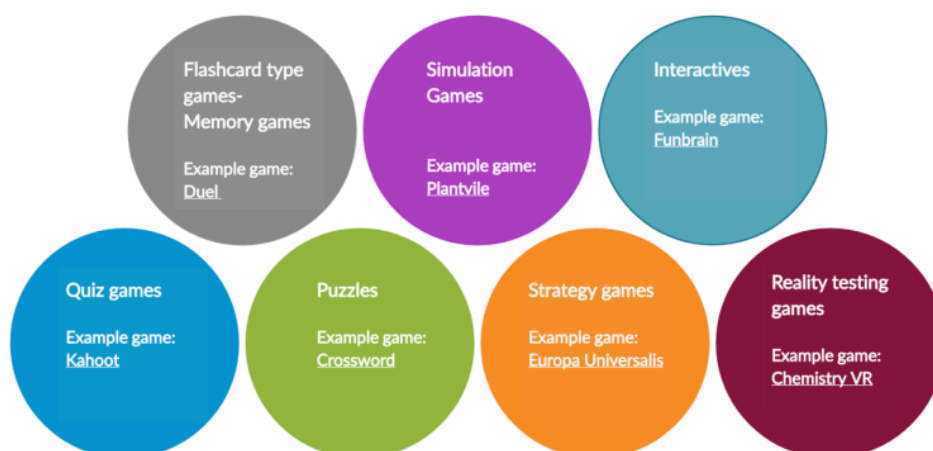 Flashcard type
games-
Memory games
Example game:
Duel
Simulation
Games
Example game:
Plantvile
Interactives
Example game:
Funbrain
Quiz games
Example game:
Kahoot
Puzzles
Example game:
Crossword
Strategy games
Example game:
Europa Universalis
Reality testing
games
Example game:
Chemistry VR